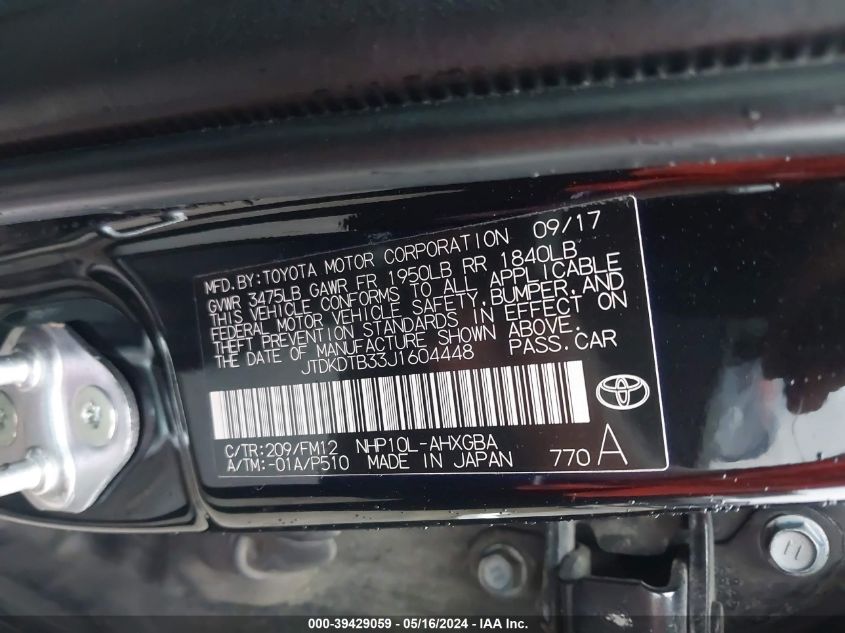 MFD.BY:TOYOTA MOTOR CORPORATION 09/17
GVWR 3475LB GAWR FR 1950LB RR 1840LB
THIS VEHICLE CONFORMS TO ALL APPLICABLE
FEDERAL MOTOR VEHICLE SAFETY,BUMPER,AND
THEFT PREVENTION STANDARDS IN EFFECT ON
THE DATE OF MANUFACTURE SHOWN ABOVE.
JTDKDTB33J1604448 PASS.CAR
C/TR:209/FM12 NHP10L-AHXGBA
A/TM:-01A/P510 MADE IN JAPAN 770 A
11
000-39429059 - 05/16/2024 - IAA Inc.